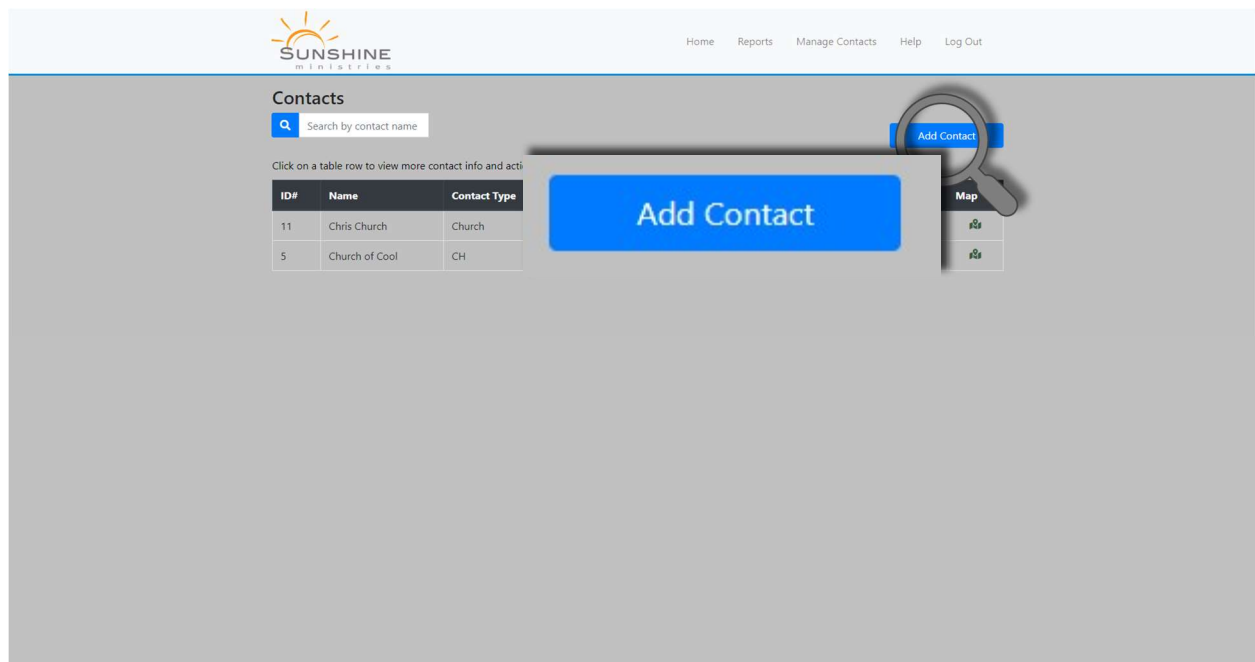 SUNSHINE
ministries
Home Reports Manage Contacts Help Log Out
Contacts
Search by contact name
Add Contact
Click on a table row to view more contact info and acti
Add Contact
ID# Name Contact Type Map
11 Chris Church Church
5 Church of Cool CH